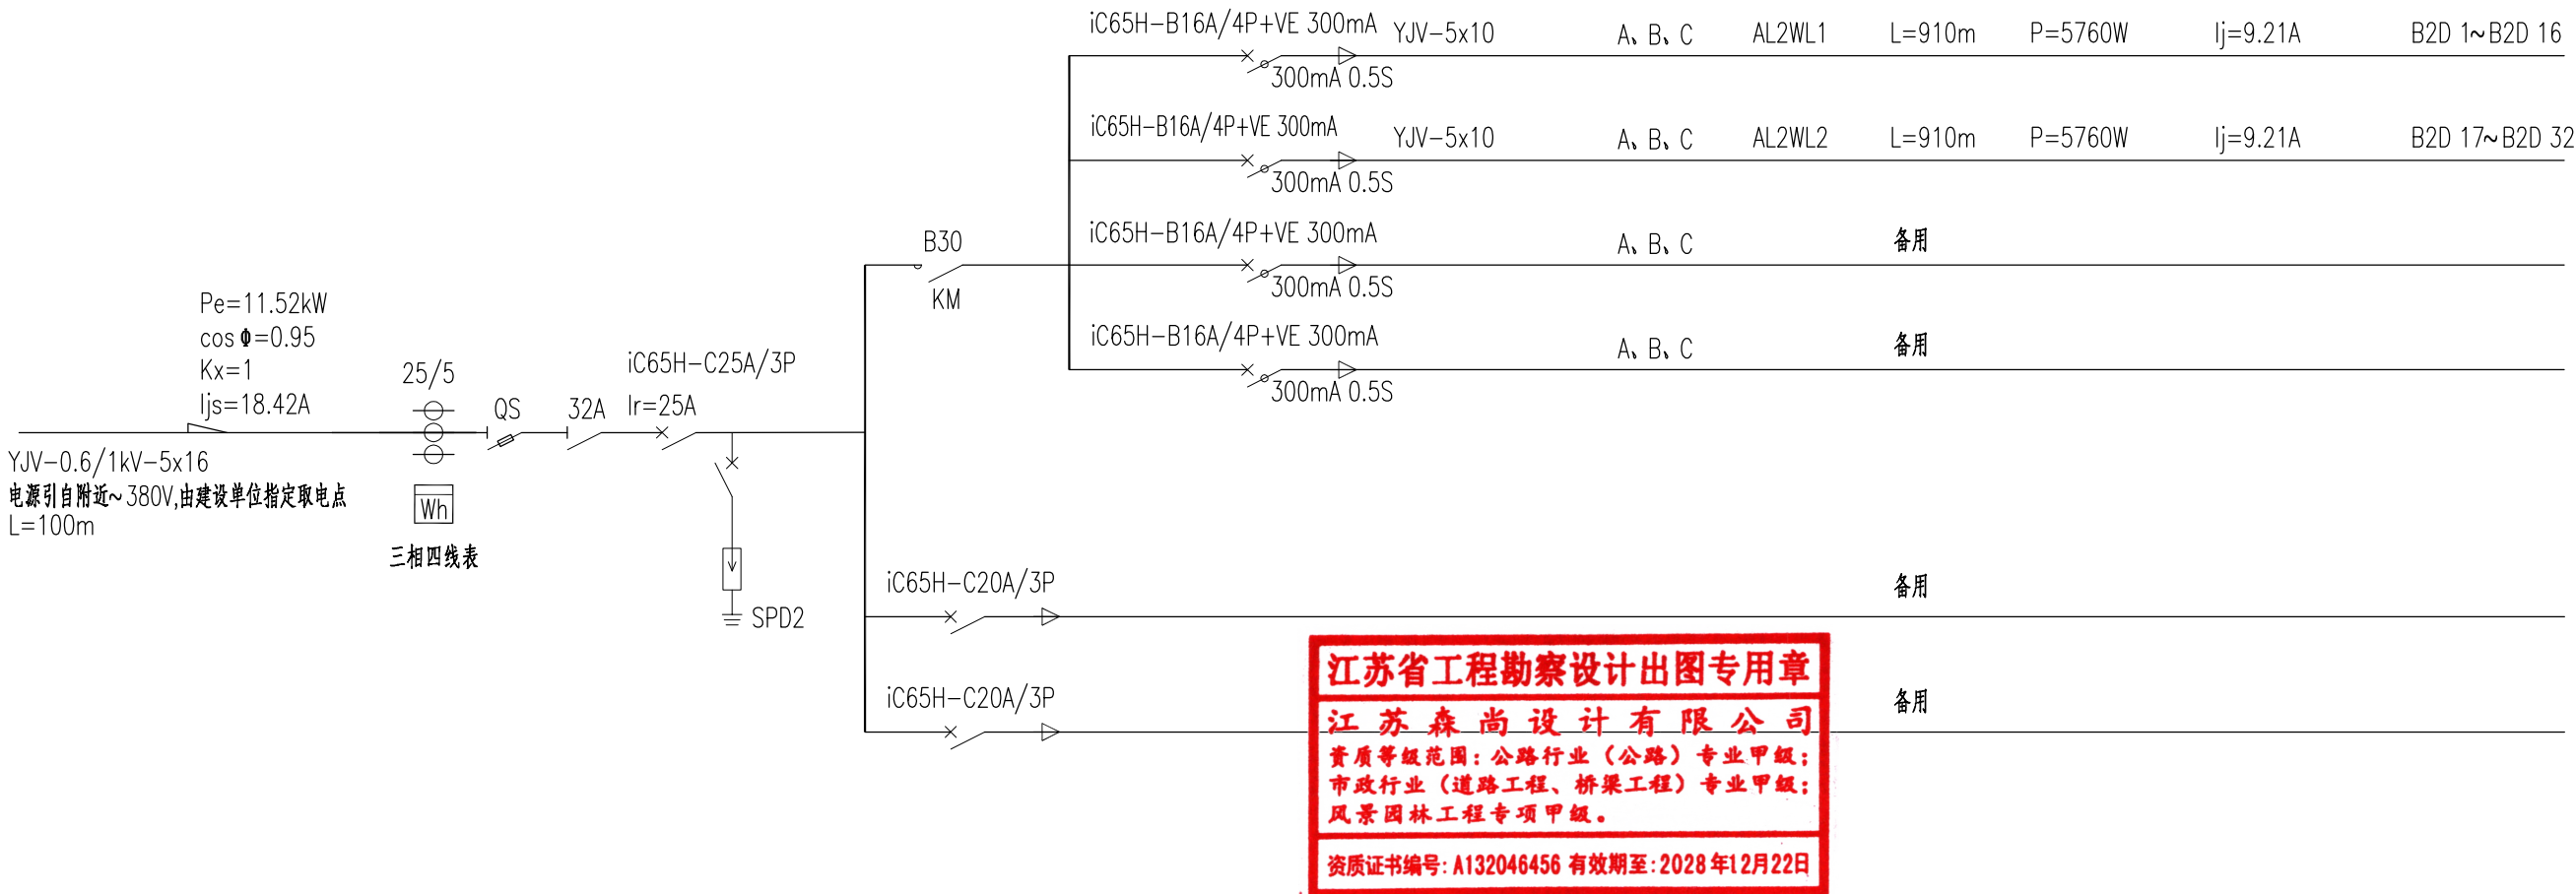 iC65H-B16A/4P+VE 300mA YJV-5x10 A、B、C AL2WL1 L=910m P=5760W Ij=9.21A B2D 1~B2D 16
300mA 0.5S
iC65H-B16A/4P+VE 300mA YJV-5x10 A、B、C AL2WL2 L=910m P=5760W Ij=9.21A B2D 17~B2D 32
300mA 0.5S
iC65H-B16A/4P+VE 300mA A、B、C 备用
300mA 0.5S
iC65H-B16A/4P+VE 300mA A、B、C 备用
300mA 0.5S
B30
KM
Pe=11.52kW
cosΦ=0.95
Kx=1
Ijs=18.42A
25/5
QS
32A
iC65H-C25A/3P
Ir=25A
YJV-0.6/1kV-5x16
电源引自附近~380V,由建设单位指定取电点
L=100m
Wh
三相四线表
SPD2
iC65H-C20A/3P 备用
iC65H-C20A/3P 备用
江苏省工程勘察设计出图专用章
江苏森尚设计有限公司
资质等级范围:公路行业(公路)专业甲级;
市政行业(道路工程、桥梁工程)专业甲级;
风景园林工程专项甲级。
资质证书编号:A132046456 有效期至:2028年12月22日